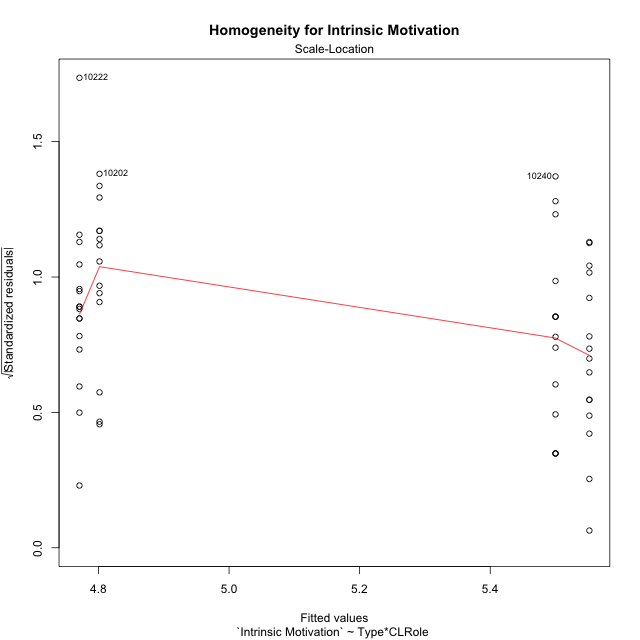 Homogeneity for Intrinsic Motivation
Scale-Location
10222
10202
10240
1.5
1.0
0.5
0.0
√|Standardized residuals|
4.8 5.0 5.2 5.4
Fitted values
`Intrinsic Motivation` ~ Type*CLRole